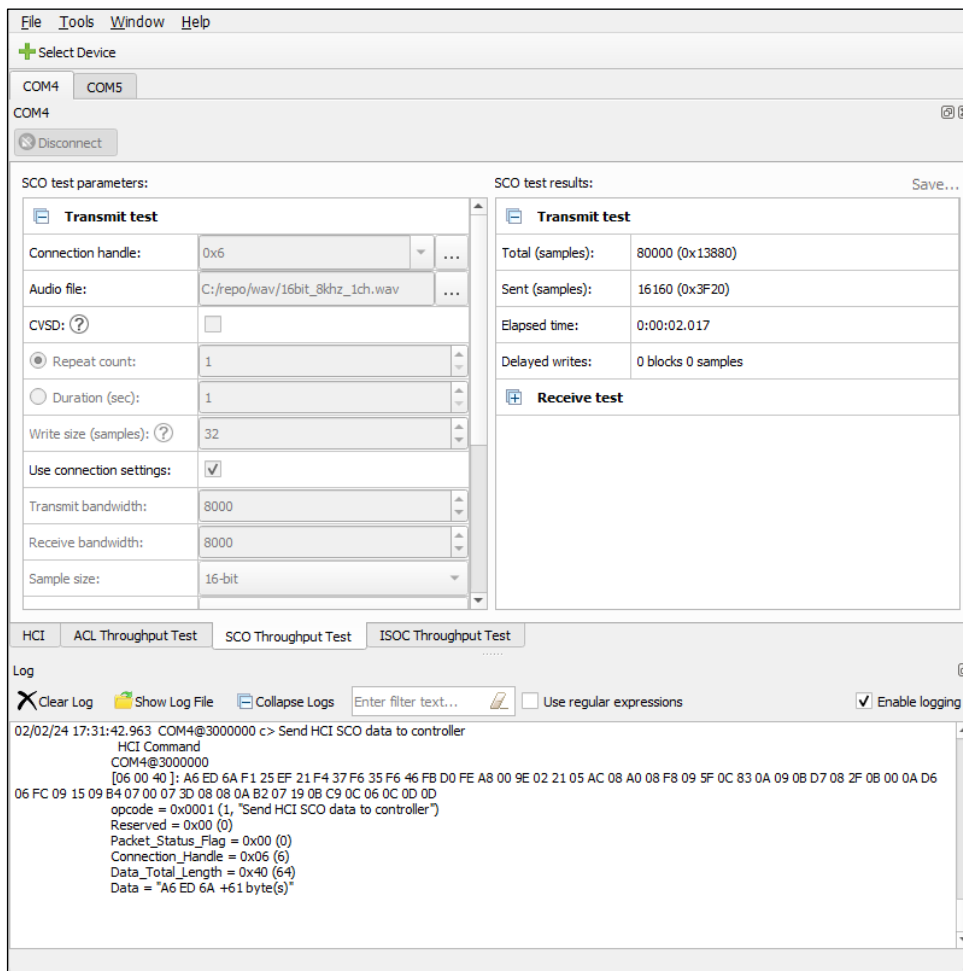 File Tools Window Help
Select Device
COM4 COM5
COM4
Disconnect
SCO test parameters:
Transmit test
Connection handle: 0x6 ...
Audio file: C:/repo/wav/16bit_8khz_1ch.wav ...
CVSD: ?
Repeat count: 1
Duration (sec): 1
Write size (samples): ? 32
Use connection settings:
Transmit bandwidth: 8000
Receive bandwidth: 8000
Sample size: 16-bit
SCO test results: Save...
Transmit test
Total (samples): 80000 (0x13880)
Sent (samples): 16160 (0x3F20)
Elapsed time: 0:00:02.017
Delayed writes: 0 blocks 0 samples
Receive test
HCI ACL Throughput Test SCO Throughput Test ISOC Throughput Test
Log
Clear Log Show Log File Collapse Logs Enter filter text... Use regular expressions Enable logging
02/02/24 17:31:42.963 COM4@3000000 c> Send HCI SCO data to controller
HCI Command
COM4@3000000
[06 00 40 ]: A6 ED 6A F1 25 EF 21 F4 37 F6 35 F6 46 FB D0 FE A8 00 9E 02 21 05 AC 08 A0 08 F8 09 5F 0C 83 0A 09 0B D7 08 2F 0B 00 0A D6
06 FC 09 15 09 B4 07 00 07 3D 08 08 0A B2 07 19 0B C9 0C 06 0C 0D 0D
opcode = 0x0001 (1, "Send HCI SCO data to controller")
Reserved = 0x00 (0)
Packet_Status_Flag = 0x00 (0)
Connection_Handle = 0x06 (6)
Data_Total_Length = 0x40 (64)
Data = "A6 ED 6A +61 byte(s)"